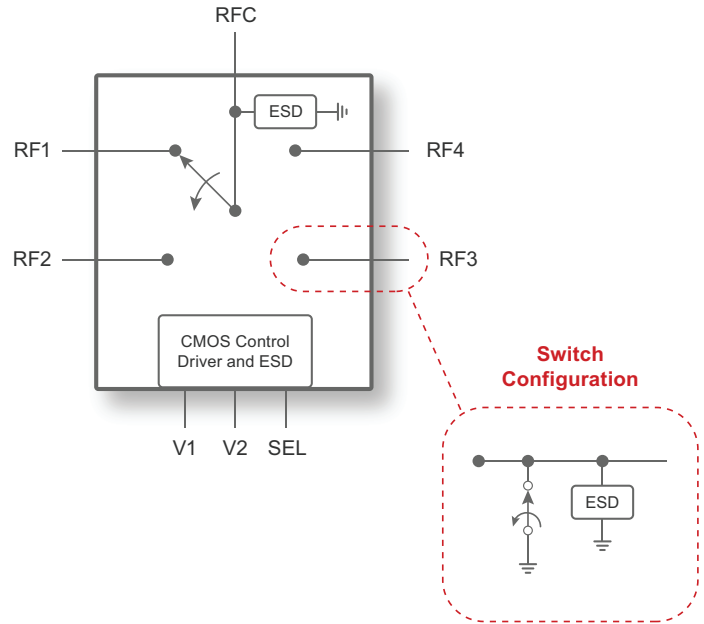 RFC
ESD
RF1
RF4
RF2
RF3
CMOS Control
Driver and ESD
V1 V2 SEL
Switch
Configuration
ESD